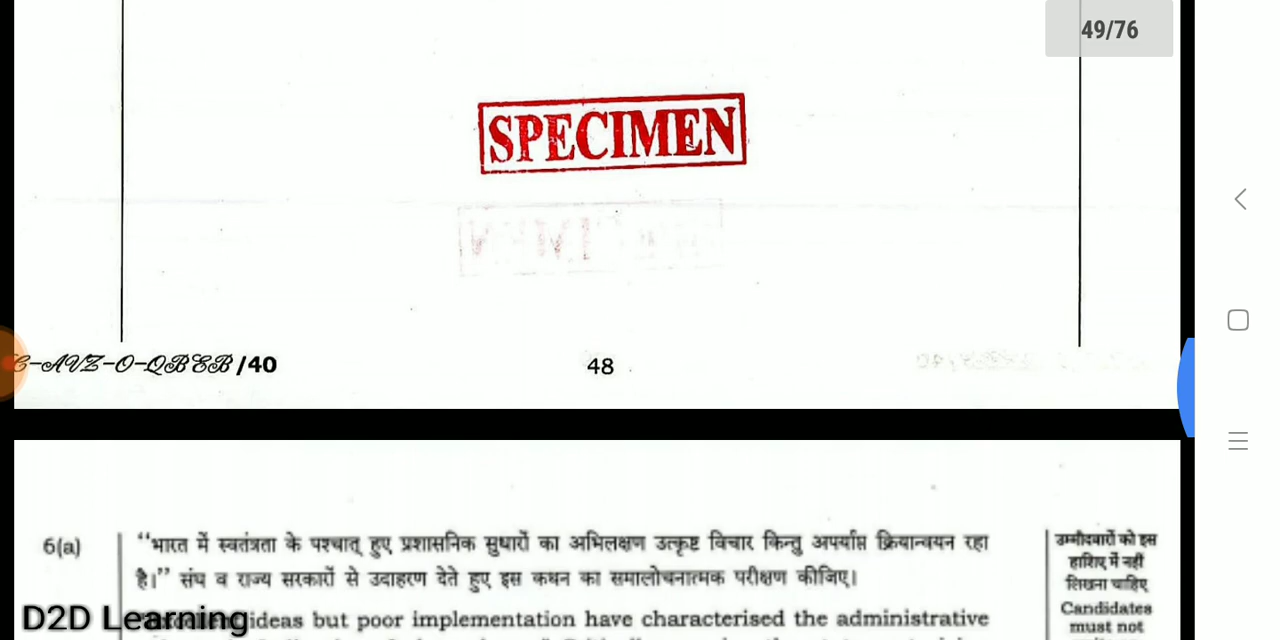 49/76
SPECIMEN
C-AVZ-O-QBEB/40
48
6(a)
“भारत में स्वतंत्रता के पश्चात् हुए प्रशासनिक सुधारों का अभिलक्षण उत्कृष्ट विचार किन्तु अपर्याप्त क्रियान्वयन रहा
है।” संघ व राज्य सरकारों से उदाहरण देते हुए इस कथन का समालोचनात्मक परीक्षण कीजिए।
ideas but poor implementation have characterised the administrative
उम्मीदवारों को इस
हाशिए में नहीं
लिखना चाहिए
Candidates
must not
D2D Learning